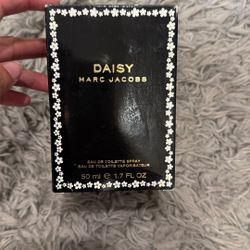 DAISY
MARC JACOBS
EAU DE TOILETTE SPRAY
EAU DE TOILETTE VAPORISATEUR
50 ml ℮ 1.7 FL OZ